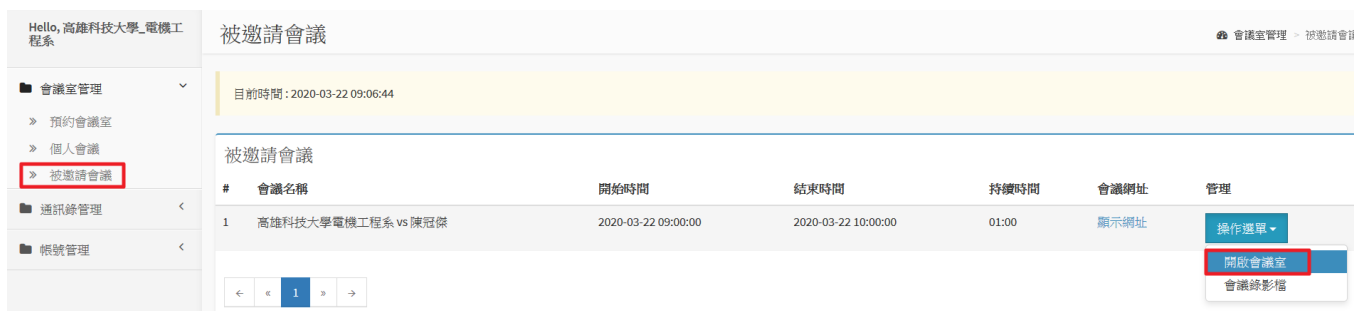 Hello, 高雄科技大學_電機工
程系
會議室管理
預約會議室
個人會議
被邀請會議
通訊錄管理
帳號管理
被邀請會議
會議室管理 > 被邀請會議
目前時間 : 2020-03-22 09:06:44
被邀請會議
# 會議名稱 開始時間 結束時間 持續時間 會議網址 管理
1 高雄科技大學電機工程系 vs 陳冠傑 2020-03-22 09:00:00 2020-03-22 10:00:00 01:00 顯示網址 操作選單
開啟會議室
會議錄影檔
← « 1 » →